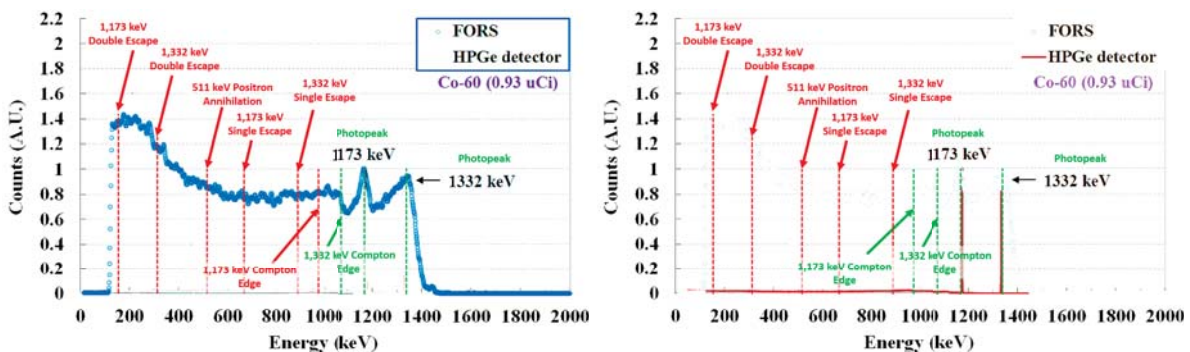 2.2
2
1.8
1.6
1.4
1.2
1
0.8
0.6
0.4
0.2
0
Counts (A.U.)
1,173 keV
Double Escape
1,332 keV
Double Escape
511 keV Positron
Annihilation
1,173 keV
Single Escape
1,332 keV
Single Escape
FORS
HPGe detector
Co-60 (0.93 uCi)
Photopeak
1173 keV
Photopeak
1332 keV
1,173 keV Compton
Edge
1,332 keV Compton
Edge
0 200 400 600 800 1000 1200 1400 1600 1800 2000
Energy (keV)
2.2
2
1.8
1.6
1.4
1.2
1
0.8
0.6
0.4
0.2
0
Counts (A.U.)
1,173 keV
Double Escape
1,332 keV
Double Escape
511 keV Positron
Annihilation
1,173 keV
Single Escape
1,332 keV
Single Escape
FORS
HPGe detector
Co-60 (0.93 uCi)
Photopeak
1173 keV
Photopeak
1332 keV
1,173 keV Compton
Edge
1,332 keV Compton
Edge
0 200 400 600 800 1000 1200 1400 1600 1800 2000
Energy (keV)